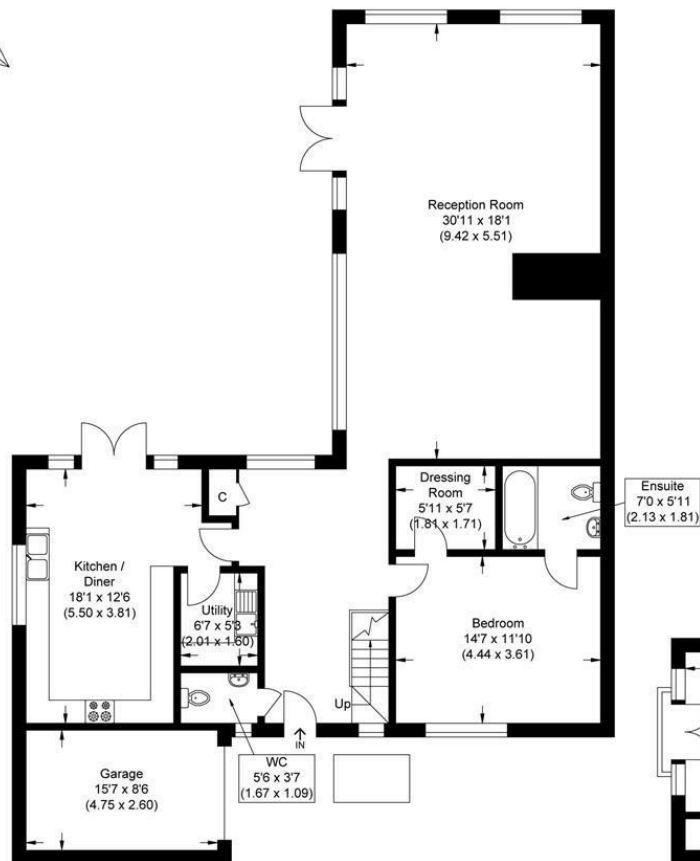 Reception Room
30'11 x 18'1
(9.42 x 5.51)
C
Dressing
Room
5'11 x 5'7
(1.81 x 1.71)
Ensuite
7'0 x 5'11
(2.13 x 1.81)
Kitchen /
Diner
18'1 x 12'6
(5.50 x 3.81)
Utility
6'7 x 5'3
(2.01 x 1.60)
Bedroom
14'7 x 11'10
(4.44 x 3.61)
Up
IN
WC
5'6 x 3'7
(1.67 x 1.09)
Garage
15'7 x 8'6
(4.75 x 2.60)